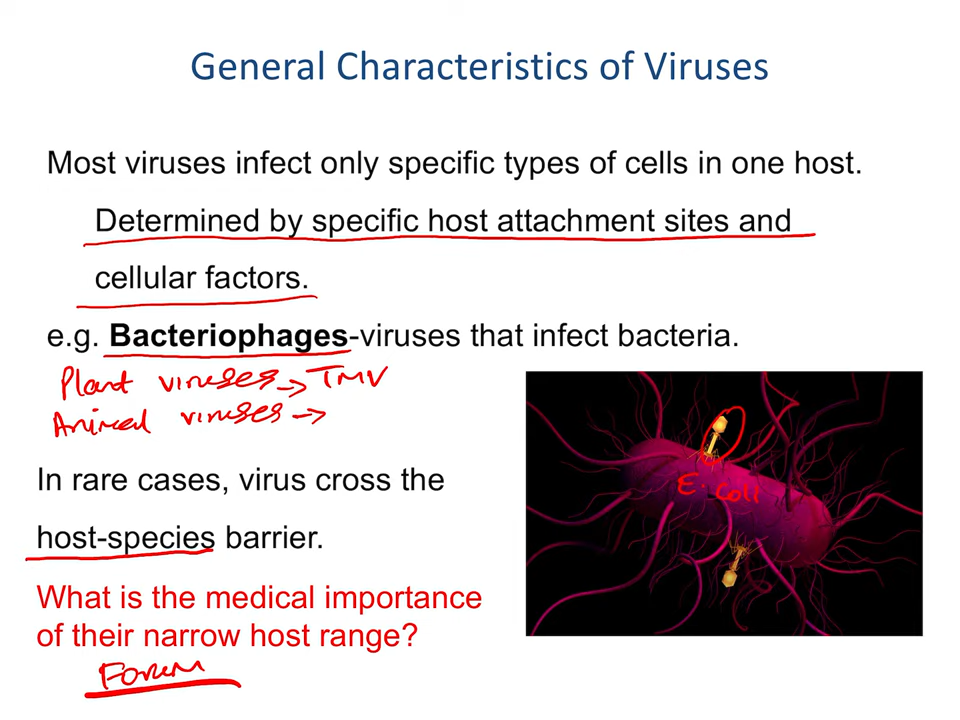 General Characteristics of Viruses
Most viruses infect only specific types of cells in one host.
Determined by specific host attachment sites and
cellular factors.
e.g. Bacteriophages-viruses that infect bacteria.
Plant viruses → TMV
Animal viruses →
In rare cases, virus cross the
host-species barrier.
What is the medical importance
of their narrow host range?
Forum
E. coli